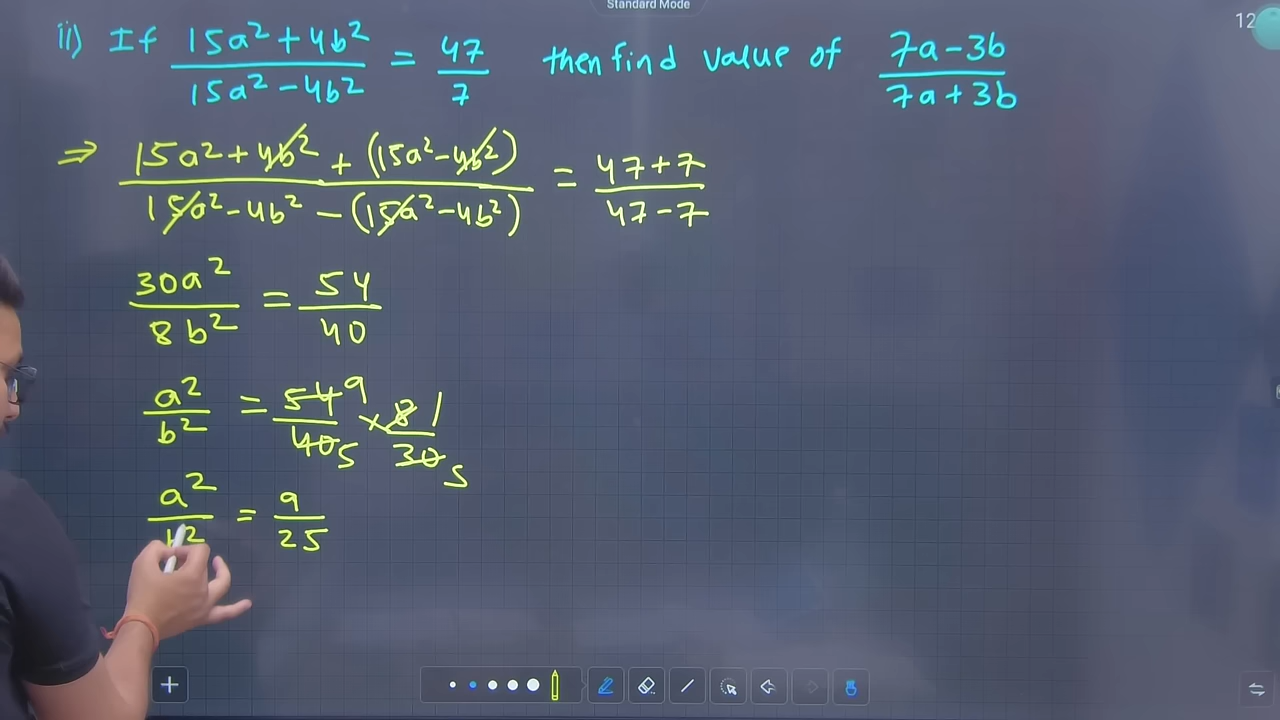 Standard Mode
12
ii) If (15a²+4b²)/(15a²-4b²) = 47/7 then find value of (7a-3b)/(7a+3b)
⇒ (15a²+4b²+(15a²-4b²))/(15a²-4b²-(15a²-4b²)) = (47+7)/(47-7)
30a²/8b² = 54/40
a²/b² = 54 9/40 5 × 8 1/30 5
a²/b² = 9/25